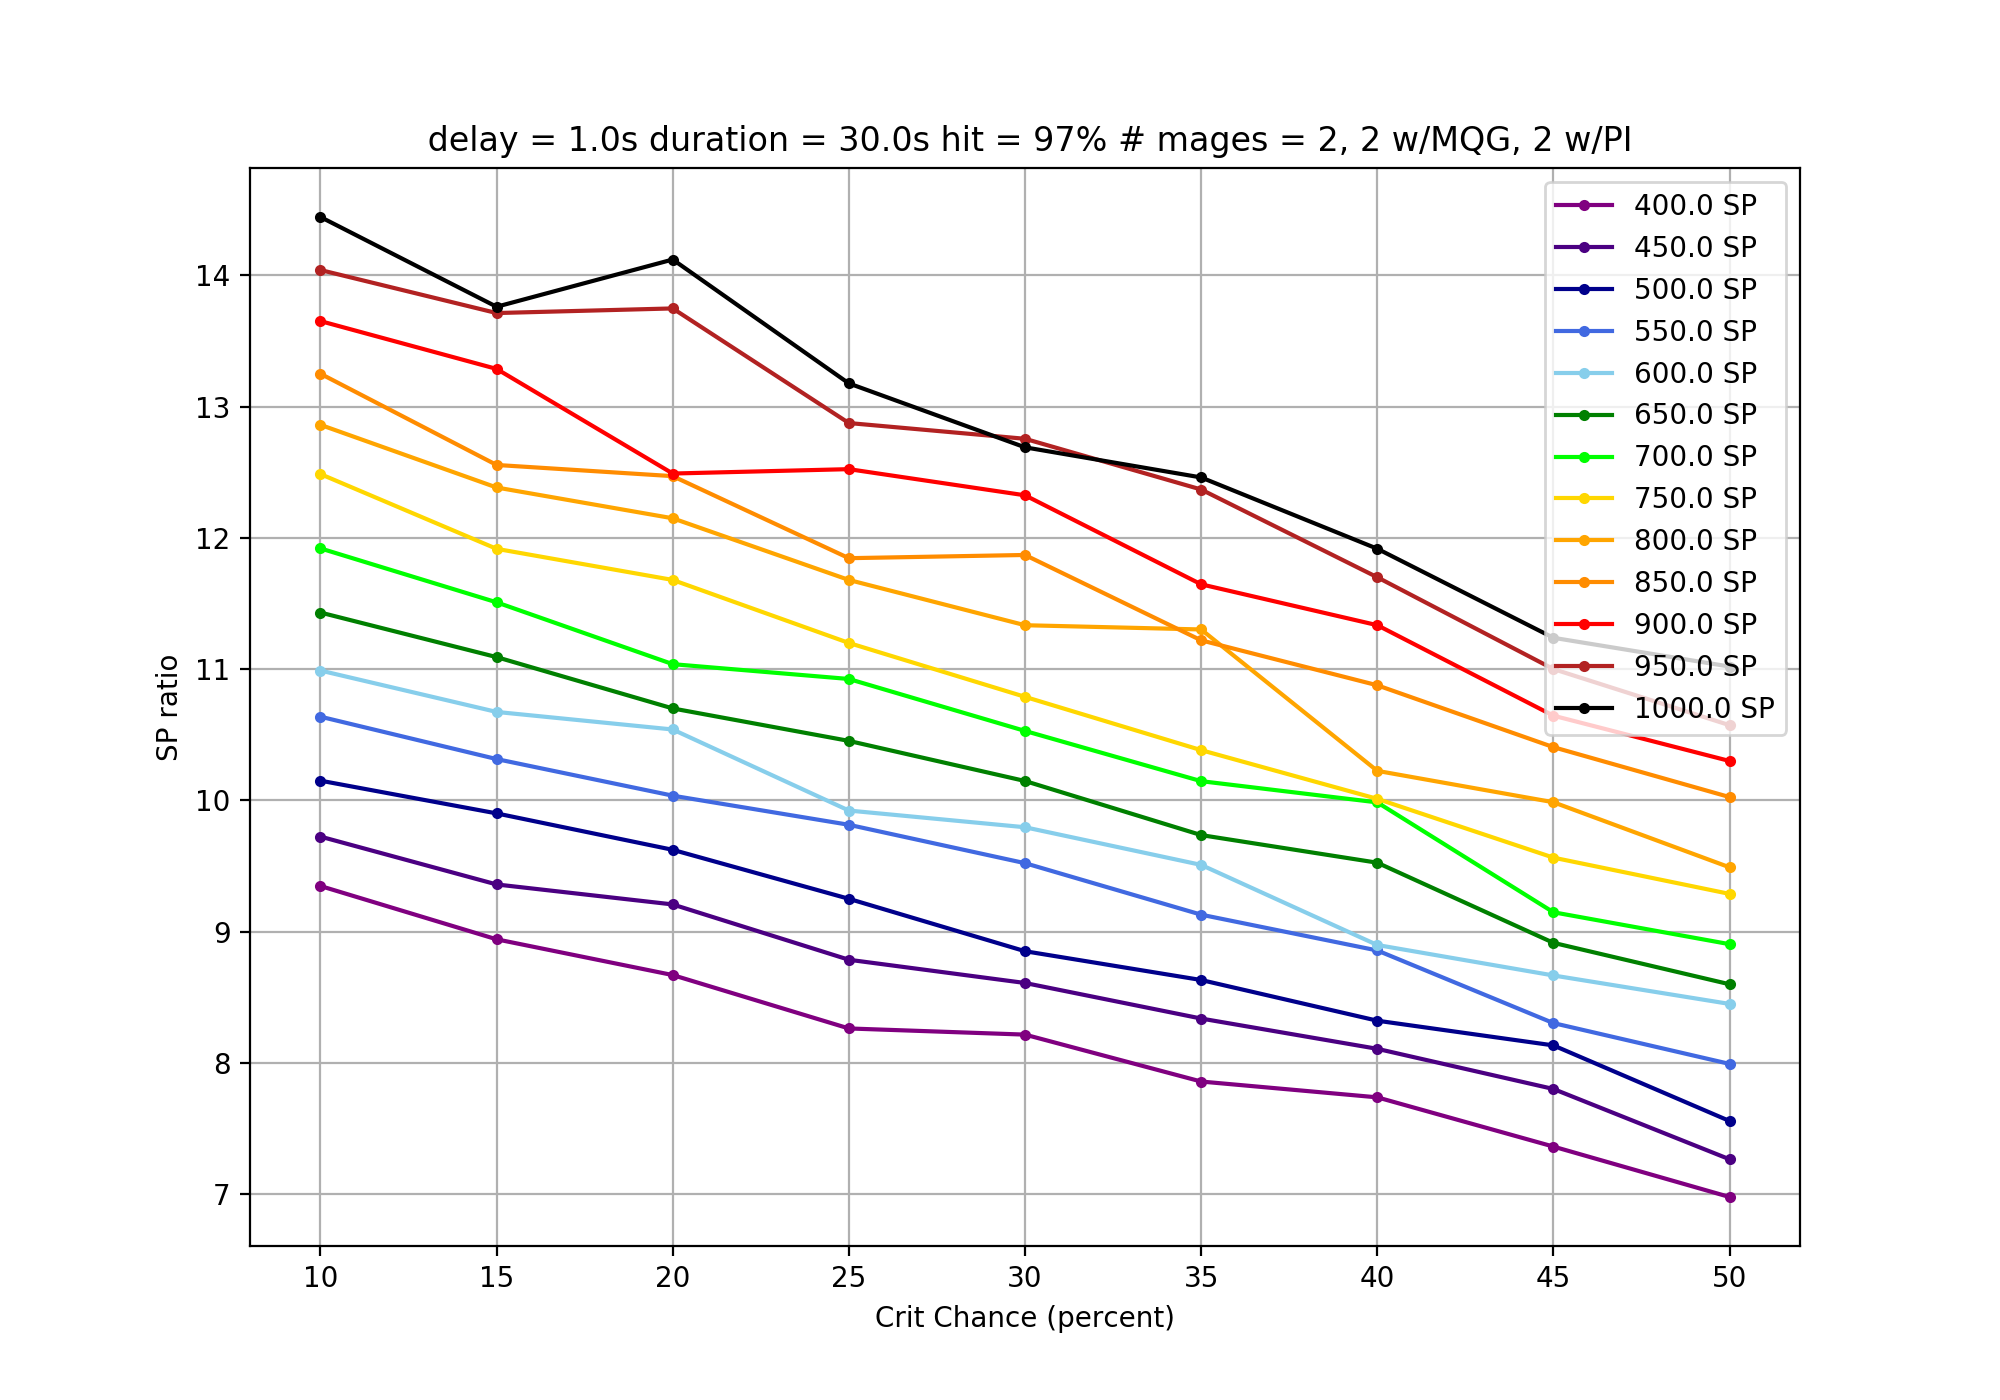 delay = 1.0s duration = 30.0s hit = 97% # mages = 2, 2 w/MQG, 2 w/PI
400.0 SP
450.0 SP
500.0 SP
550.0 SP
600.0 SP
650.0 SP
700.0 SP
750.0 SP
800.0 SP
850.0 SP
900.0 SP
950.0 SP
1000.0 SP
SP ratio
14
13
12
11
10
9
8
7
10 15 20 25 30 35 40 45 50
Crit Chance (percent)